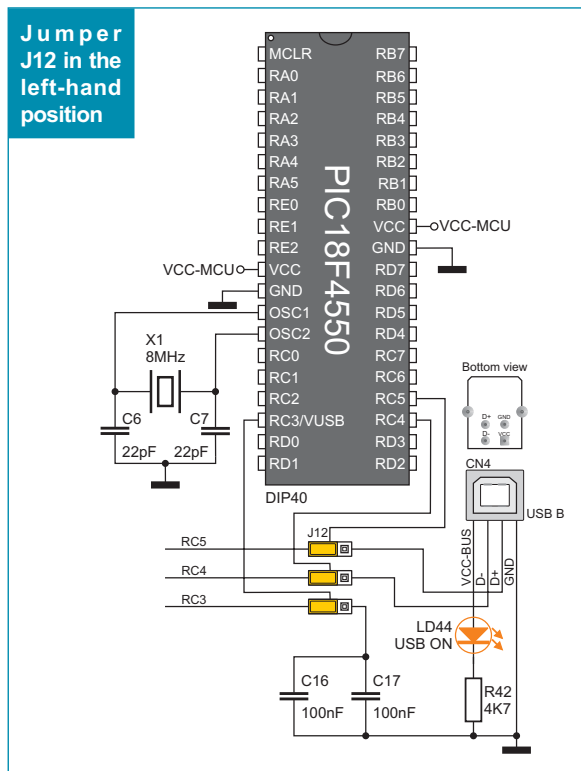 Jumper
J12 in the
left-hand
position
MCLR
RA0
RA1
RA2
RA3
RA4
RA5
RE0
RE1
RE2
VCC
GND
OSC1
OSC2
RC0
RC1
RC2
RC3/VUSB
RD0
RD1
PIC18F4550
RB7
RB6
RB5
RB4
RB3
RB2
RB1
RB0
VCC
GND
RD7
RD6
RD5
RD4
RC7
RC6
RC5
RC4
RD3
RD2
DIP40
VCC-MCU
VCC-MCU
X1
8MHz
C6
C7
22pF
22pF
Bottom view
D+
GND
D-
VCC
CN4
USB B
VCC-BUS
D-
D+
GND
J12
RC5
RC4
RC3
LD44
USB ON
C16
C17
100nF
100nF
R42
4K7